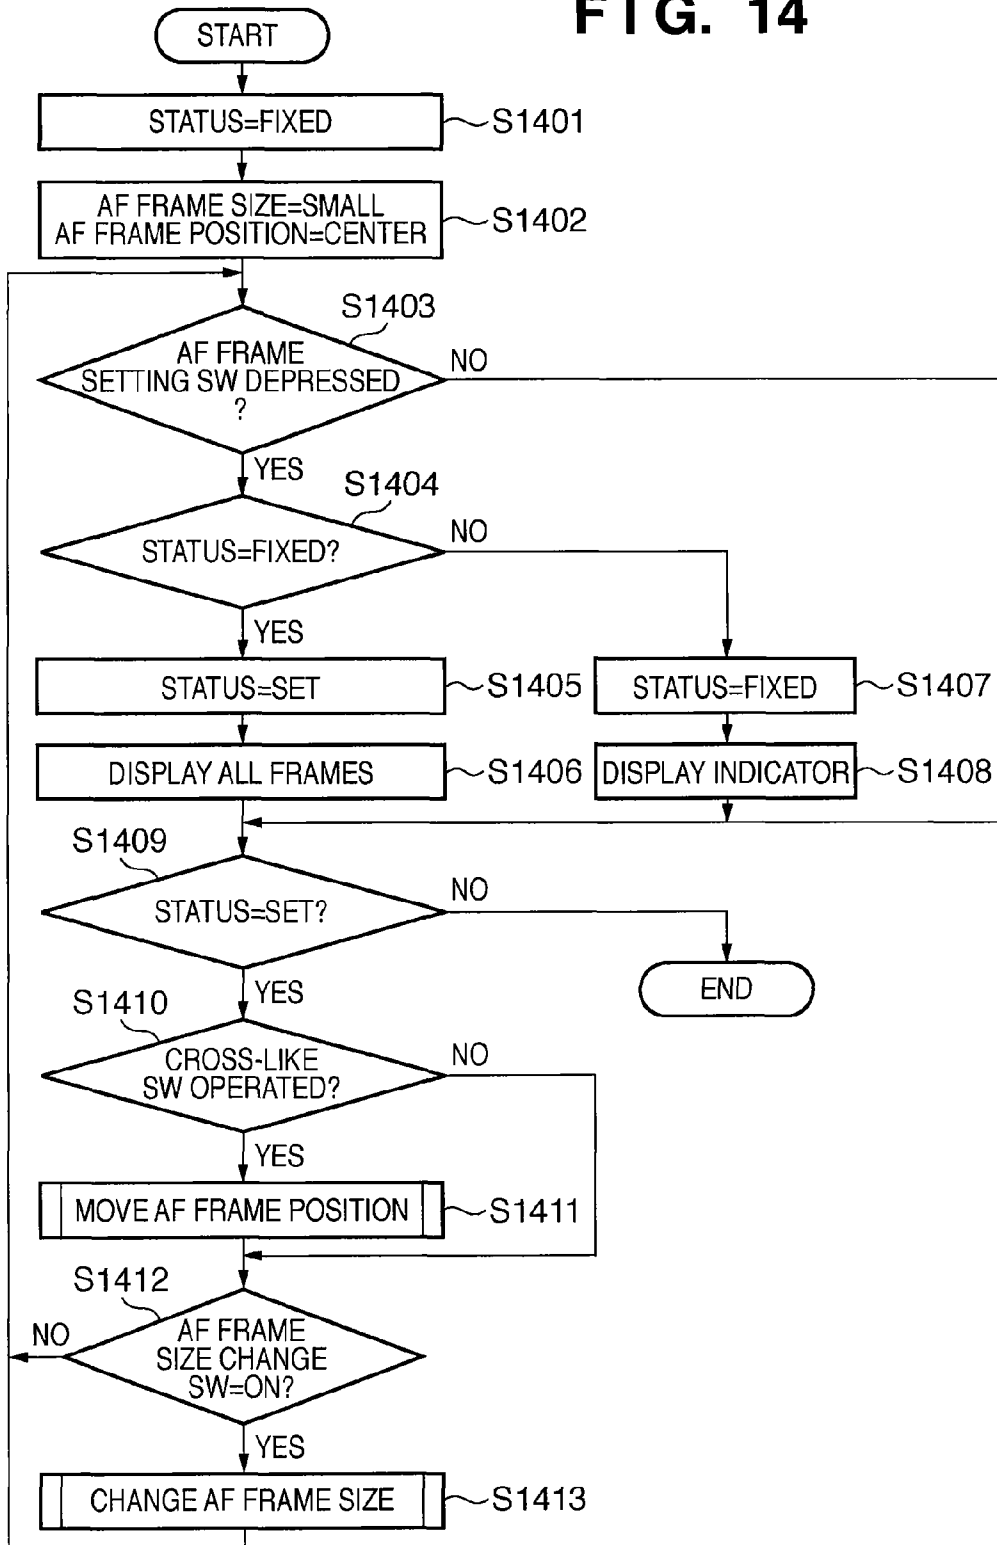 FIG. 14
START
STATUS=FIXED
S1401
AF FRAME SIZE=SMALL
AF FRAME POSITION=CENTER
S1402
S1403
AF FRAME
SETTING SW DEPRESSED
?
NO
YES
S1404
STATUS=FIXED?
NO
YES
STATUS=SET
S1405
STATUS=FIXED
S1407
DISPLAY ALL FRAMES
S1406
DISPLAY INDICATOR
S1408
S1409
STATUS=SET?
NO
YES
END
S1410
CROSS-LIKE
SW OPERATED?
NO
YES
MOVE AF FRAME POSITION
S1411
S1412
AF FRAME
SIZE CHANGE
SW=ON?
NO
YES
CHANGE AF FRAME SIZE
S1413